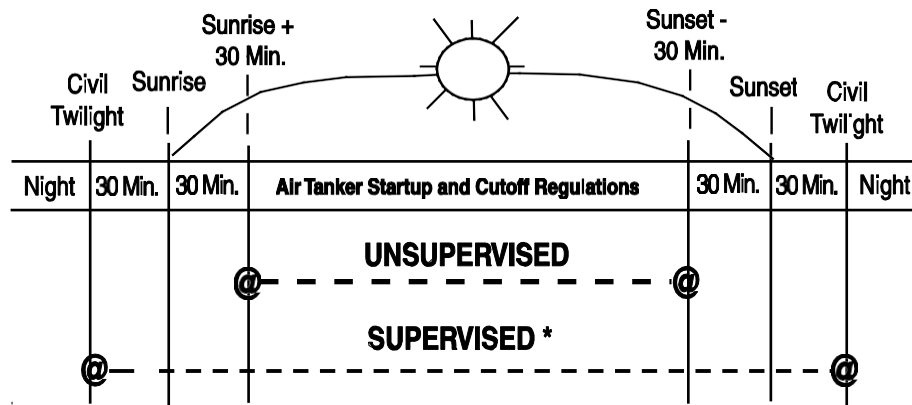 Sunrise +
30 Min.
Sunset -
30 Min.
Civil
Twilight
Sunrise
Sunset
Civil
Twilight
Night
30 Min.
30 Min.
Air Tanker Startup and Cutoff Regulations
30 Min.
30 Min.
Night
UNSUPERVISED
@
@
SUPERVISED *
@
@